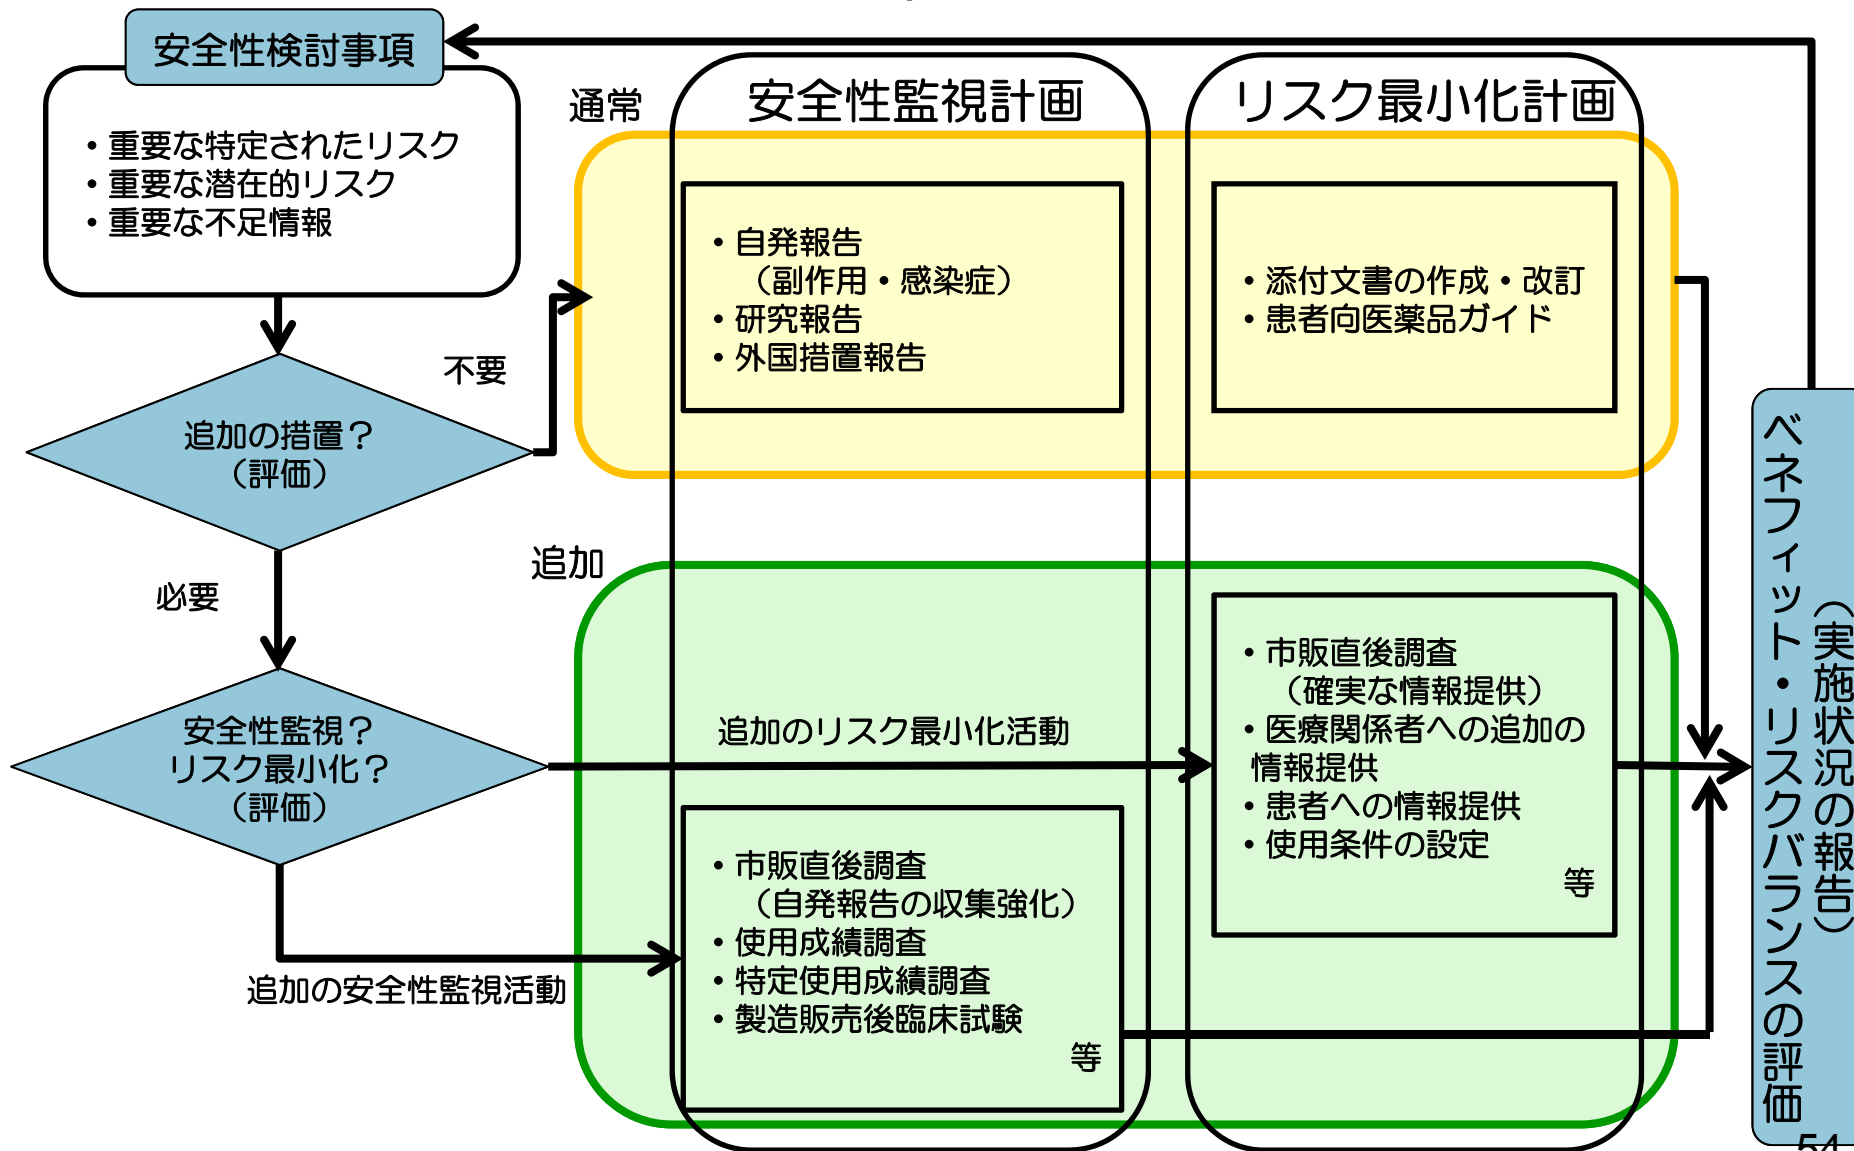 安全性検討事項
・重要な特定されたリスク
・重要な潜在的リスク
・重要な不足情報
追加の措置？
（評価）
不要
必要
安全性監視？
リスク最小化？
（評価）
追加のリスク最小化活動
追加の安全性監視活動
通常
安全性監視計画
リスク最小化計画
・自発報告
（副作用・感染症）
・研究報告
・外国措置報告
・添付文書の作成・改訂
・患者向医薬品ガイド
追加
・市販直後調査
（自発報告の収集強化）
・使用成績調査
・特定使用成績調査
・製造販売後臨床試験
等
・市販直後調査
（確実な情報提供）
・医療関係者への追加の
情報提供
・患者への情報提供
・使用条件の設定
等
（実施状況の報告）
ベネフィット・リスクバランスの評価
54